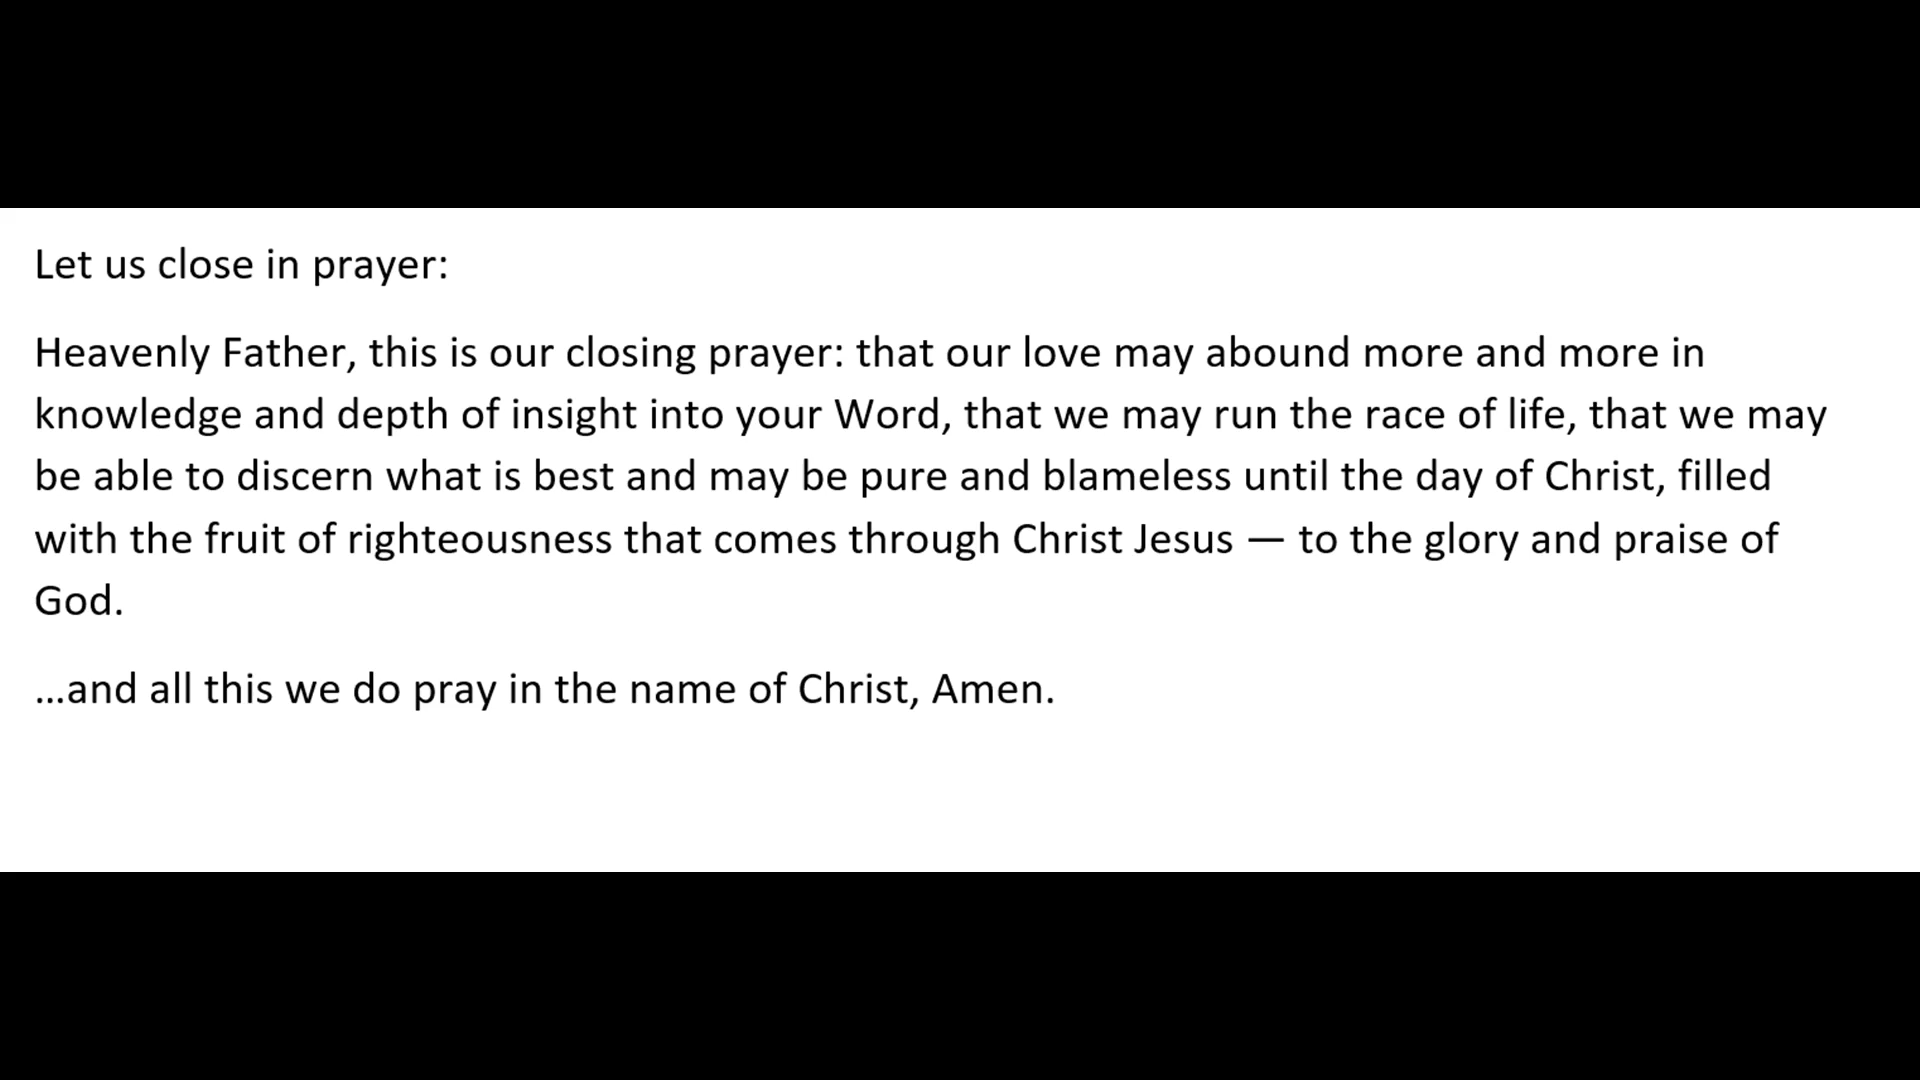 Let us close in prayer:
Heavenly Father, this is our closing prayer: that our love may abound more and more in
knowledge and depth of insight into your Word, that we may run the race of life, that we may
be able to discern what is best and may be pure and blameless until the day of Christ, filled
with the fruit of righteousness that comes through Christ Jesus — to the glory and praise of
God.
…and all this we do pray in the name of Christ, Amen.